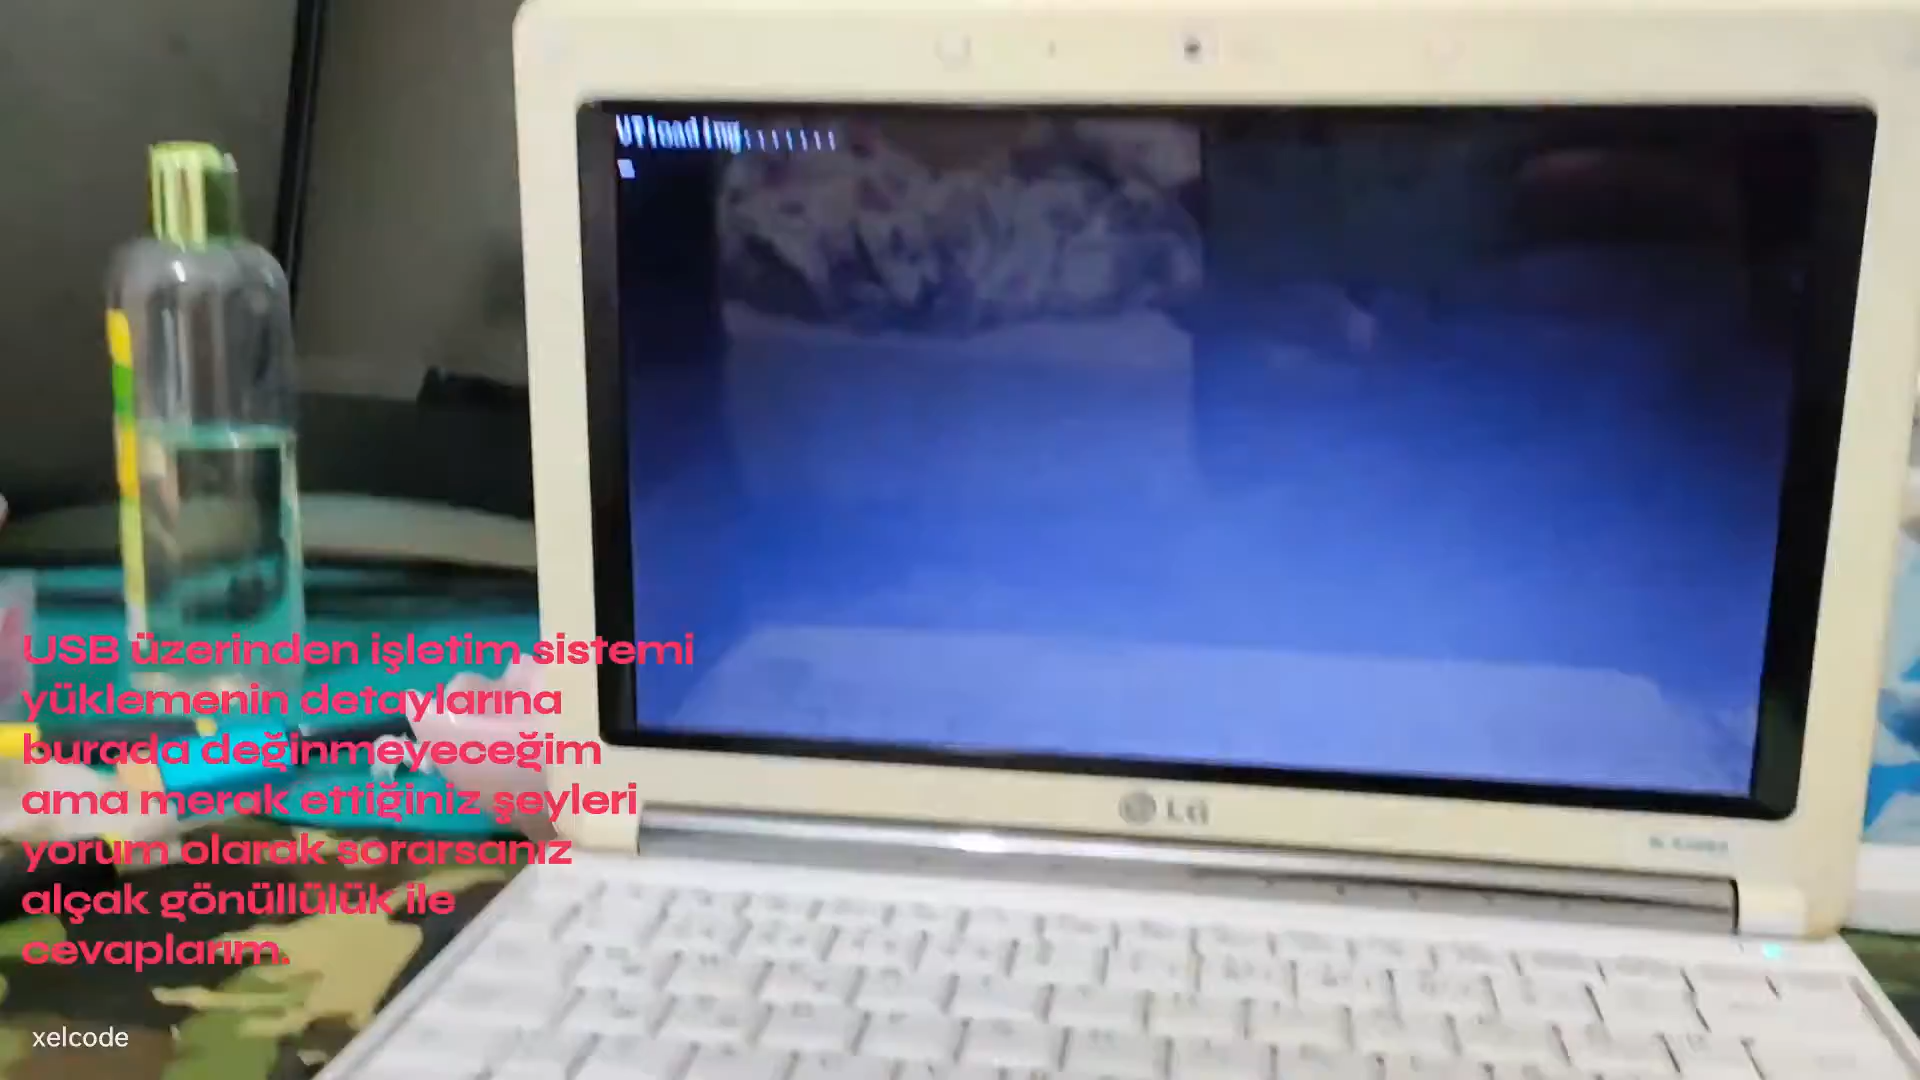 USB üzerinden işletim sistemi
yüklemenin detaylarına
burada değinmeyeceğim
ama merak ettiğiniz şeyleri
yorum olarak sorarsanız
alçak gönüllülük ile
cevaplarım.
xelcode
LG